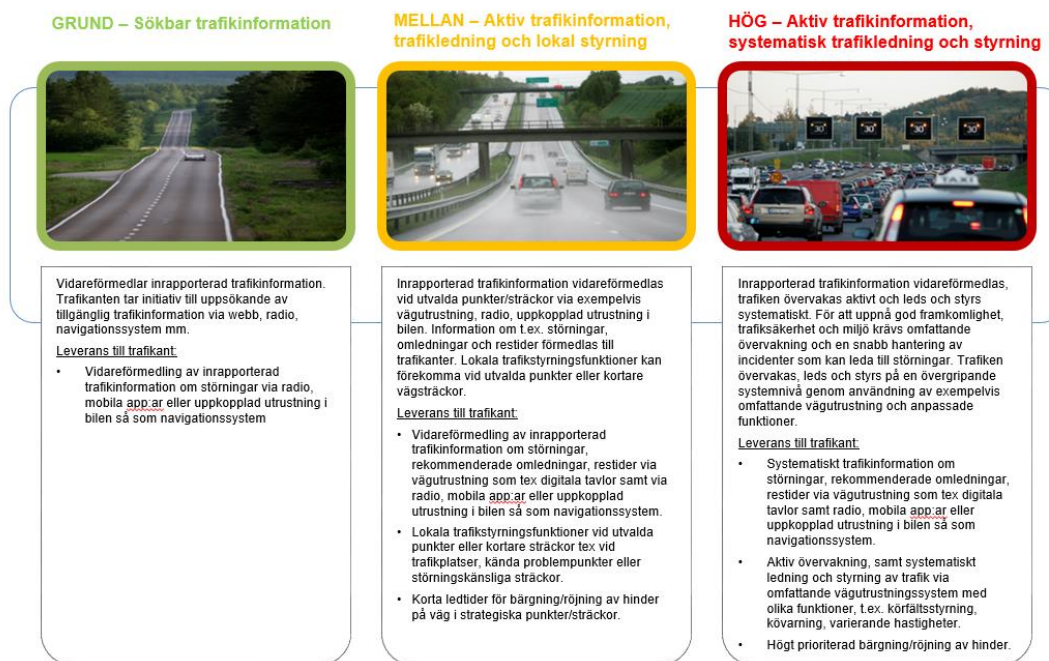 GRUND – Sökbar trafikinformation
MELLAN – Aktiv trafikinformation,
trafikledning och lokal styrning
HÖG – Aktiv trafikinformation,
systematisk trafikledning och styrning
30
30
30
30
TAXI
Vidareförmedlar inrapporterad trafikinformation.
Trafikanten tar initiativ till uppsökande av
tillgänglig trafikinformation via webb, radio,
navigationssystem mm.
Leverans till trafikant:
• Vidareförmedling av inrapporterad
trafikinformation om störningar via radio,
mobila app:ar eller uppkopplad utrustning i
bilen så som navigationssystem
Inrapporterad trafikinformation vidareförmedlas
vid utvalda punkter/sträckor via exempelvis
vägutrustning, radio, uppkopplad utrustning i
bilen. Information om t.ex. störningar,
omledningar och restider förmedlas till
trafikanter. Lokala trafikstyrningsfunktioner kan
förekomma vid utvalda punkter eller kortare
vägsträckor.
Leverans till trafikant:
• Vidareförmedling av inrapporterad
trafikinformation om störningar,
rekommenderade omledningar, restider via
vägutrustning som tex digitala tavlor samt via
radio, mobila app:ar eller uppkopplad
utrustning i bilen så som navigationssystem.
• Lokala trafikstyrningsfunktioner vid utvalda
punkter eller kortare sträckor tex vid
trafikplatser, kända problempunkter eller
störningskänsliga sträckor.
• Korta ledtider för bärgning/röjning av hinder
på väg i strategiska punkter/sträckor.
Inrapporterad trafikinformation vidareförmedlas,
trafiken övervakas aktivt och leds och styrs
systematiskt. För att uppnå god framkomlighet,
trafiksäkerhet och miljö krävs omfattande
övervakning och en snabb hantering av
incidenter som kan leda till störningar. Trafiken
övervakas, leds och styrs på en övergripande
systemnivå genom användning av exempelvis
omfattande vägutrustning och anpassade
funktioner.
Leverans till trafikant:
• Systematiskt trafikinformation om
störningar, rekommenderade omledningar,
restider via vägutrustning som tex digitala
tavlor samt radio, mobila app:ar eller
uppkopplad utrustning i bilen så som
navigationssystem.
• Aktiv övervakning, samt systematiskt
ledning och styrning av trafik via
omfattande vägutrustningssystem med
olika funktioner, t.ex. körfältsstyrning,
kövarning, varierande hastigheter.
• Högt prioriterad bärgning/röjning av hinder.